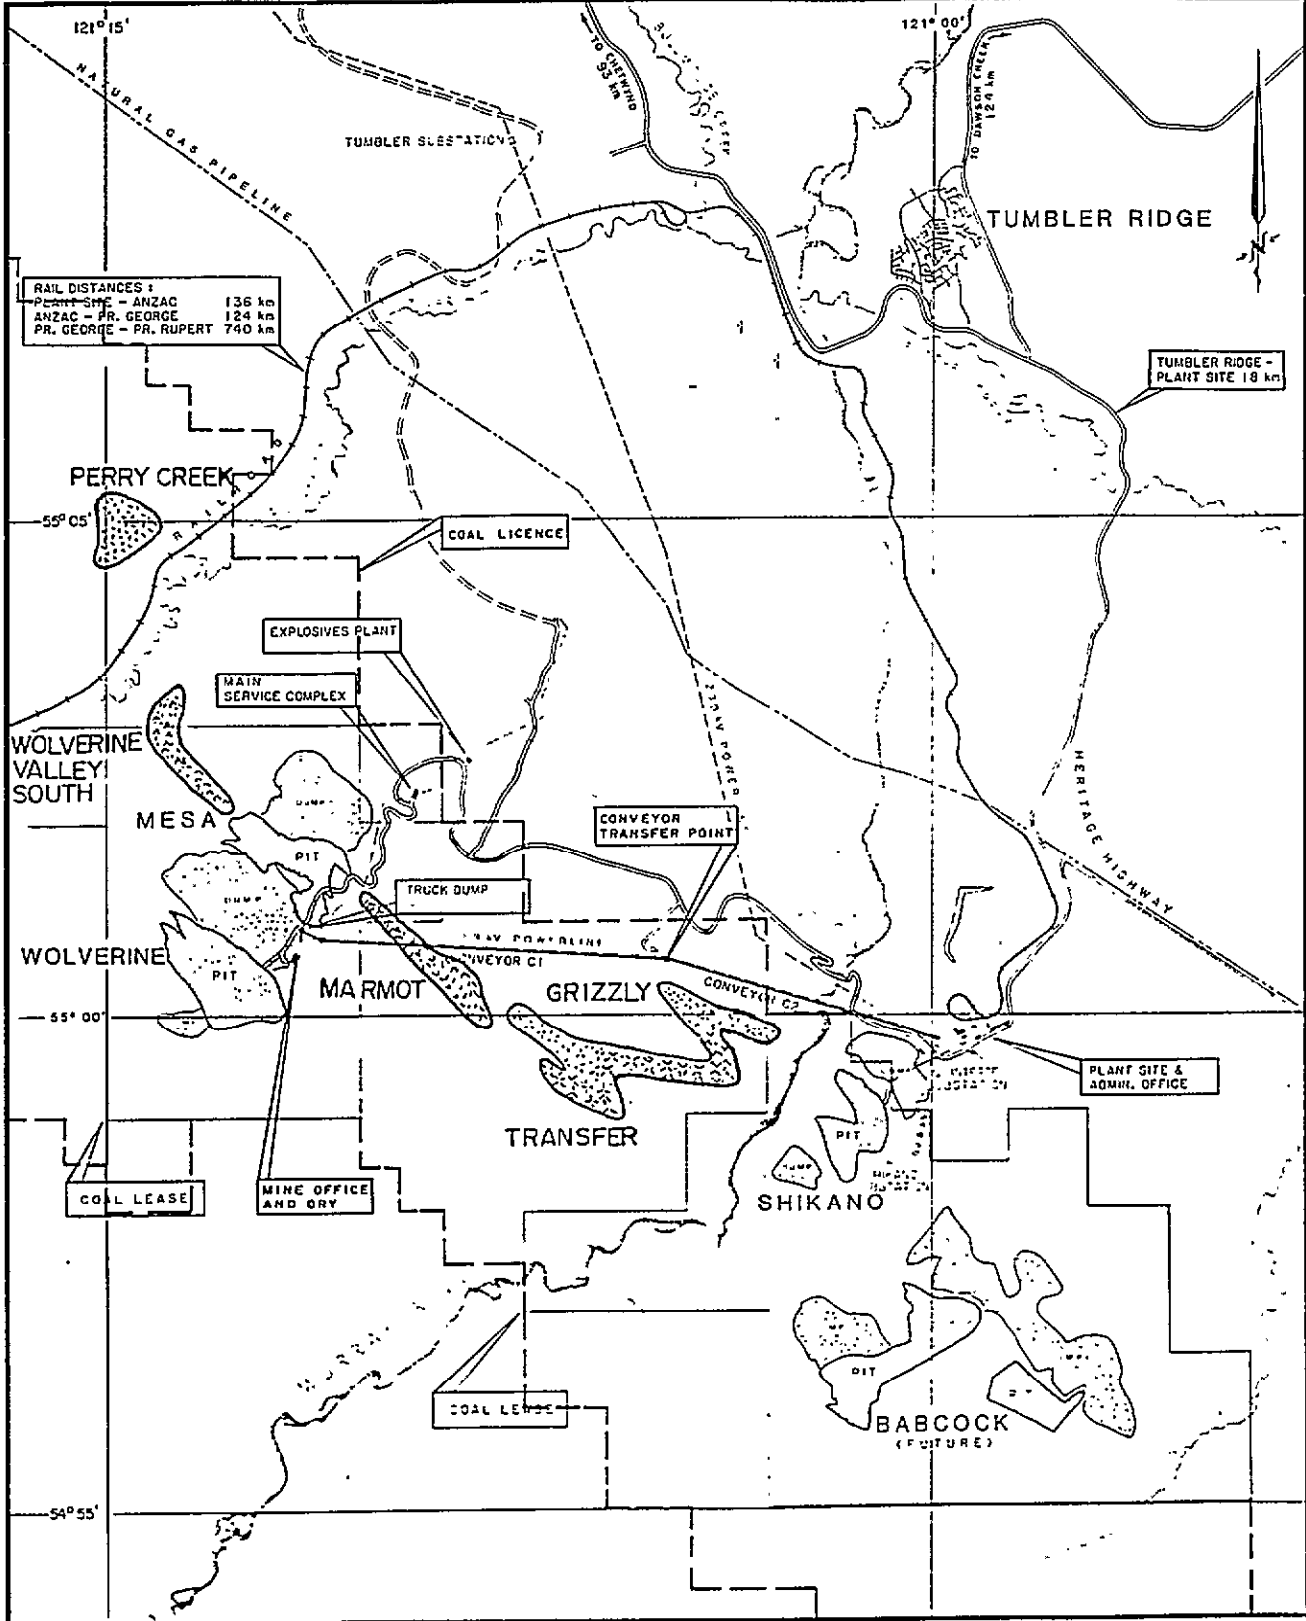 121° 15'
121° 00'
TO CHETWYND
93 km
TO DAWSON CREEK
124 km
NATURAL GAS PIPELINE
TUMBLER SUBSTATION
TUMBLER RIDGE
RAIL DISTANCES :
PLANT SITE - ANZAC 136 km
ANZAC - PR. GEORGE 124 km
PR. GEORGE - PR. RUPERT 740 km
TUMBLER RIDGE -
PLANT SITE 18 km
PERRY CREEK
55° 05'
COAL LICENCE
EXPLOSIVES PLANT
MAIN
SERVICE COMPLEX
WOLVERINE
VALLEY
SOUTH
MESA
DUMP
PIT
CONVEYOR
TRANSFER POINT
HERITAGE HIGHWAY
TRUCK DUMP
DUMP
POWERLINE
CONVEYOR C1
WOLVERINE
PIT
MARMOT
GRIZZLY
CONVEYOR C2
55° 00'
PLANT SITE &
ADMIN. OFFICE
PIT
TRANSFER
DUMP
SHIKANO
COAL LEASE
MINE OFFICE
AND DRY
PIT
COAL LEASE
BABCOCK
(FUTURE)
54° 55'